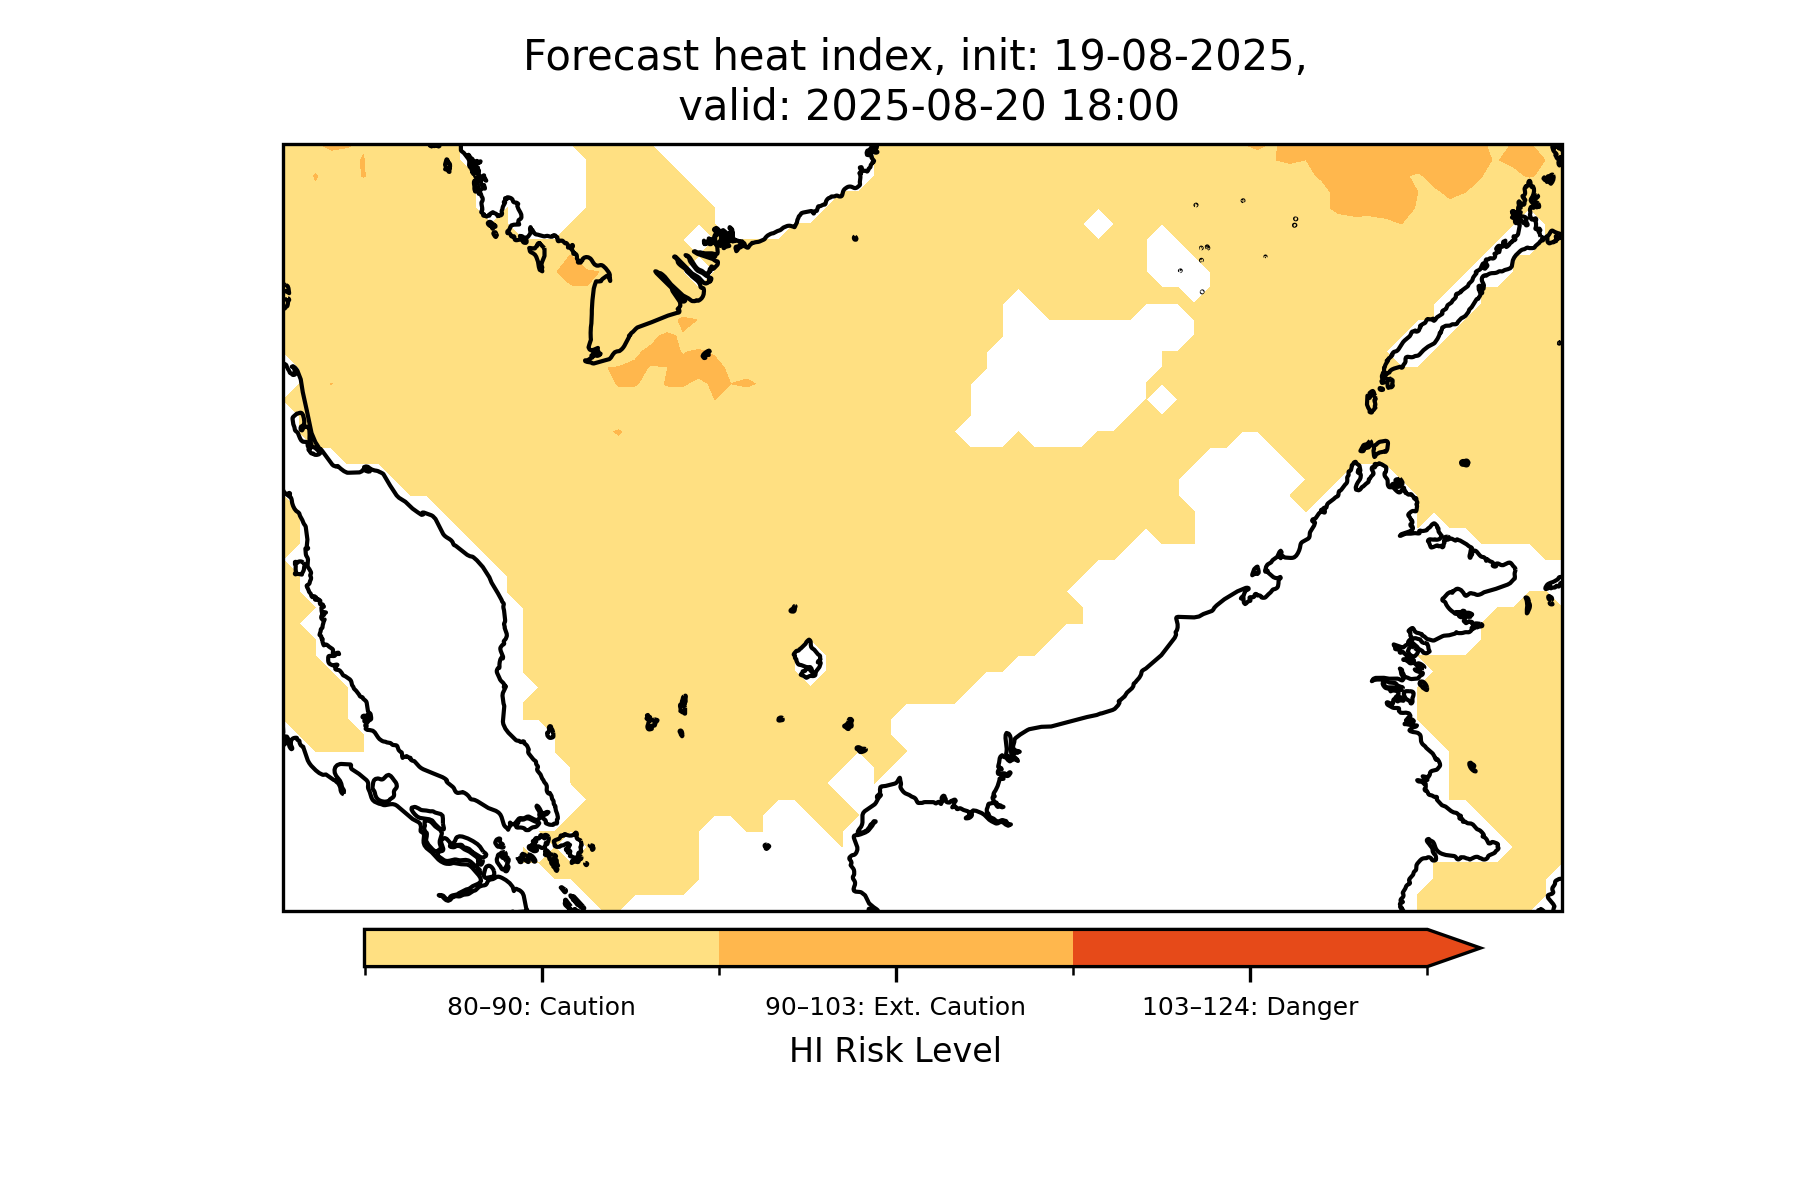 Forecast heat index, init: 19-08-2025,
valid: 2025-08-20 18:00
80–90: Caution
90–103: Ext. Caution
103–124: Danger
HI Risk Level